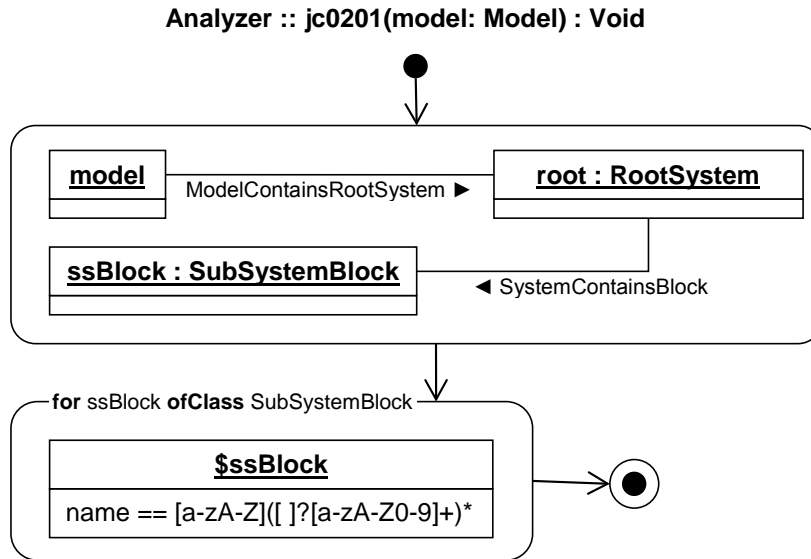 Analyzer :: jc0201(model: Model) : Void
model
ModelContainsRootSystem ►
root : RootSystem
ssBlock : SubSystemBlock
◄ SystemContainsBlock
for ssBlock ofClass SubSystemBlock
$ssBlock
name == [a-zA-Z]([ ]?[a-zA-Z0-9]+)*